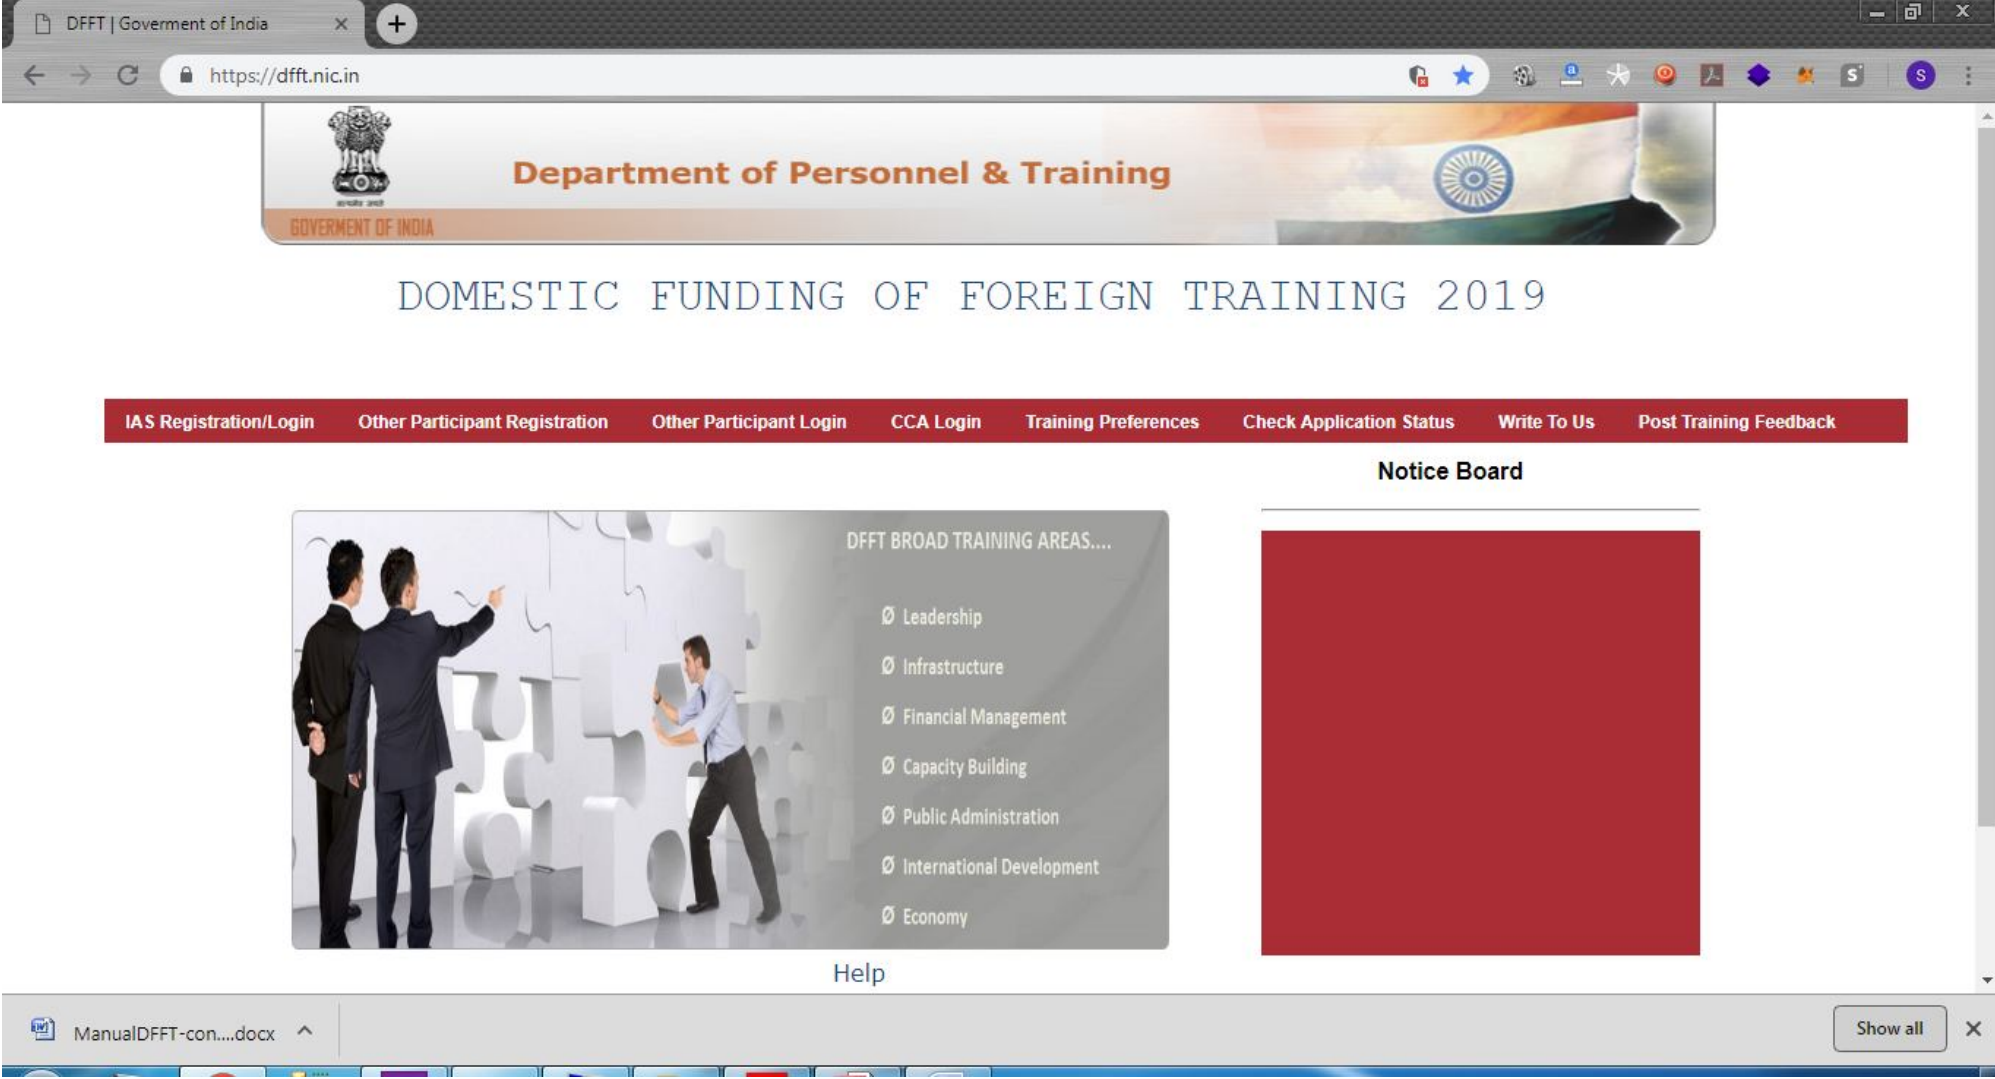 DFFT | Goverment of India
https://dfft.nic.in
S
Department of Personnel & Training
GOVERMENT OF INDIA
DOMESTIC FUNDING OF FOREIGN TRAINING 2019
IAS Registration/Login Other Participant Registration Other Participant Login CCA Login Training Preferences Check Application Status Write To Us Post Training Feedback
Notice Board
DFFT BROAD TRAINING AREAS....
Ø Leadership
Ø Infrastructure
Ø Financial Management
Ø Capacity Building
Ø Public Administration
Ø International Development
Ø Economy
Help
ManualDFFT-con....docx
Show all